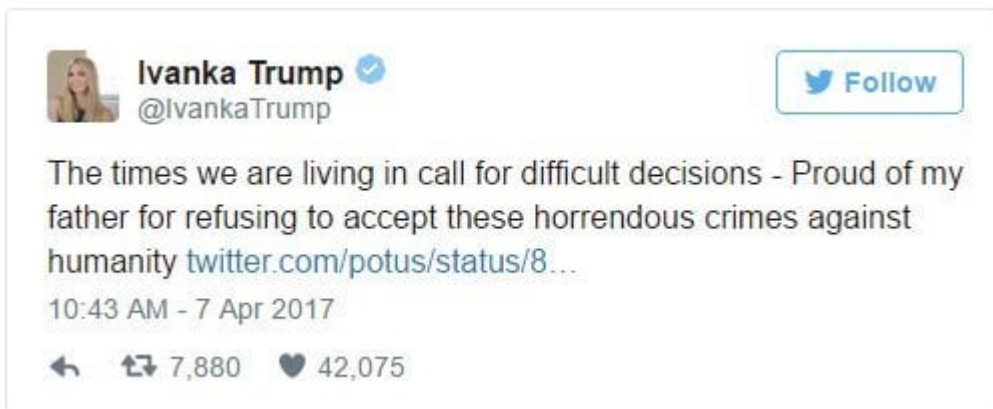 Ivanka Trump
@IvankaTrump
Follow
The times we are living in call for difficult decisions - Proud of my
father for refusing to accept these horrendous crimes against
humanity twitter.com/potus/status/8...
10:43 AM - 7 Apr 2017
7,880 42,075